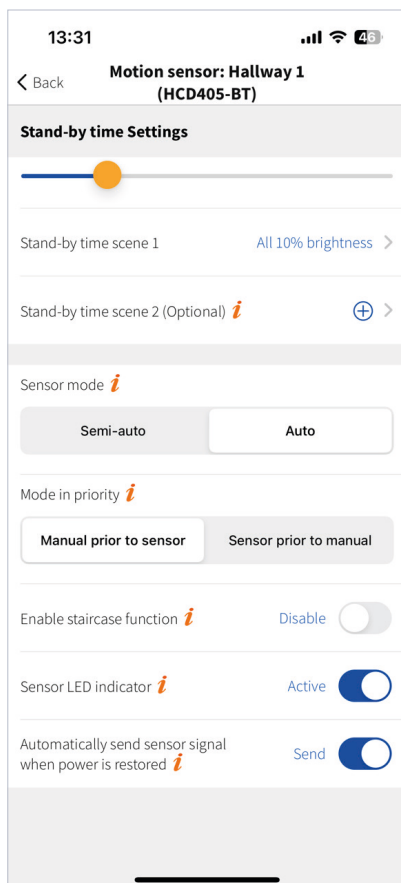 13:31
46
Back
Motion sensor: Hallway 1
(HCD405-BT)
Stand-by time Settings
Stand-by time scene 1 All 10% brightness
Stand-by time scene 2 (Optional) i
Sensor mode i
Semi-auto Auto
Mode in priority i
Manual prior to sensor Sensor prior to manual
Enable staircase function i Disable
Sensor LED indicator i Active
Automatically send sensor signal
when power is restored i Send